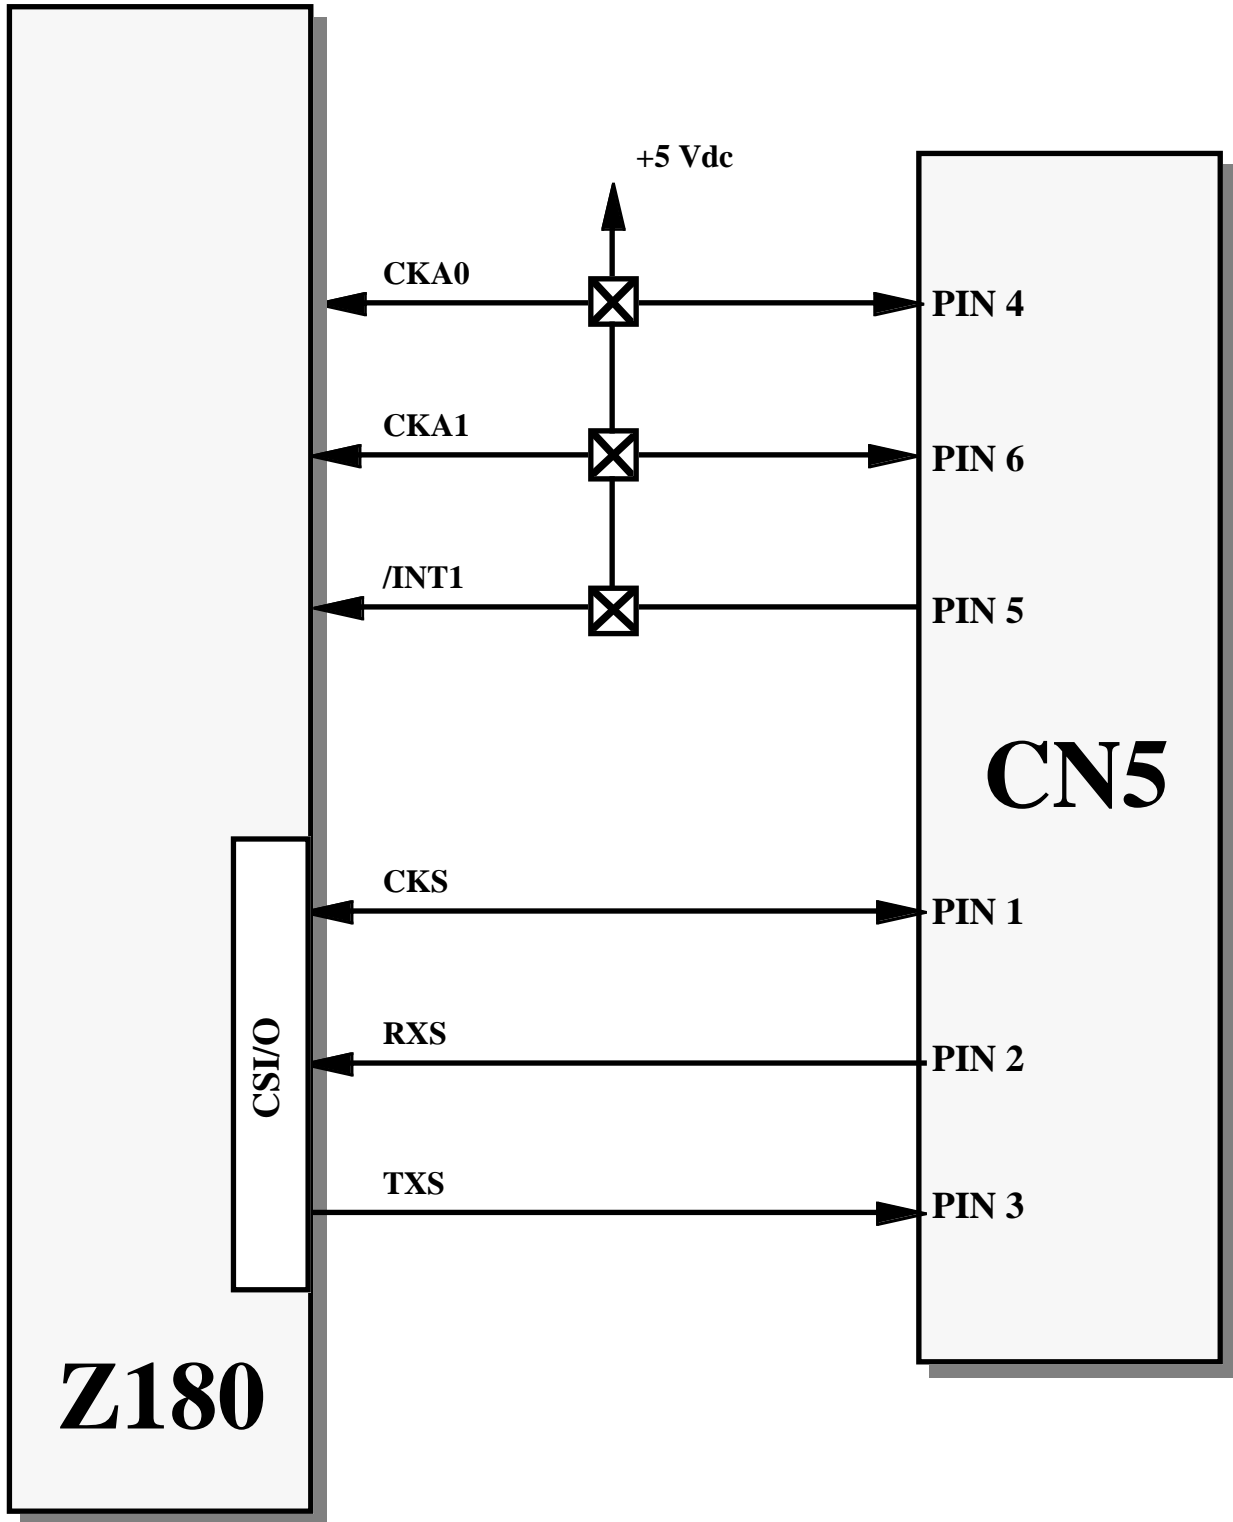 +5 Vdc
CKA0
PIN 4
CKA1
PIN 6
/INT1
PIN 5
CN5
CKS
PIN 1
CSI/O
RXS
PIN 2
TXS
PIN 3
Z180